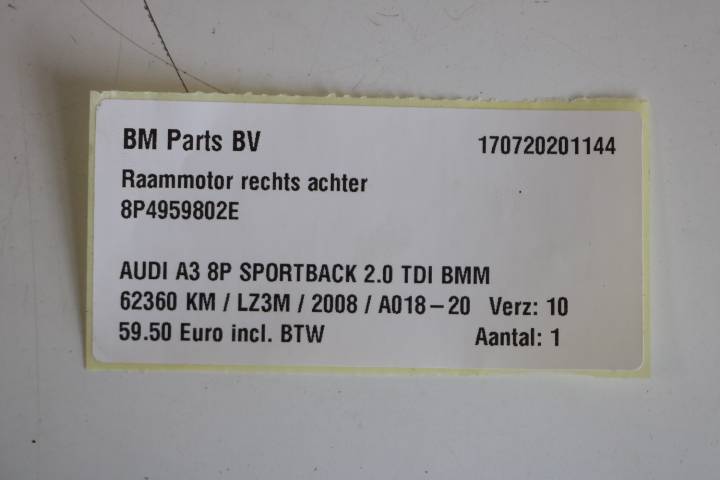 BM Parts BV 170720201144
Raammotor rechts achter
8P4959802E
AUDI A3 8P SPORTBACK 2.0 TDI BMM
62360 KM / LZ3M / 2008 / A018-20 Verz: 10
59.50 Euro incl. BTW Aantal: 1